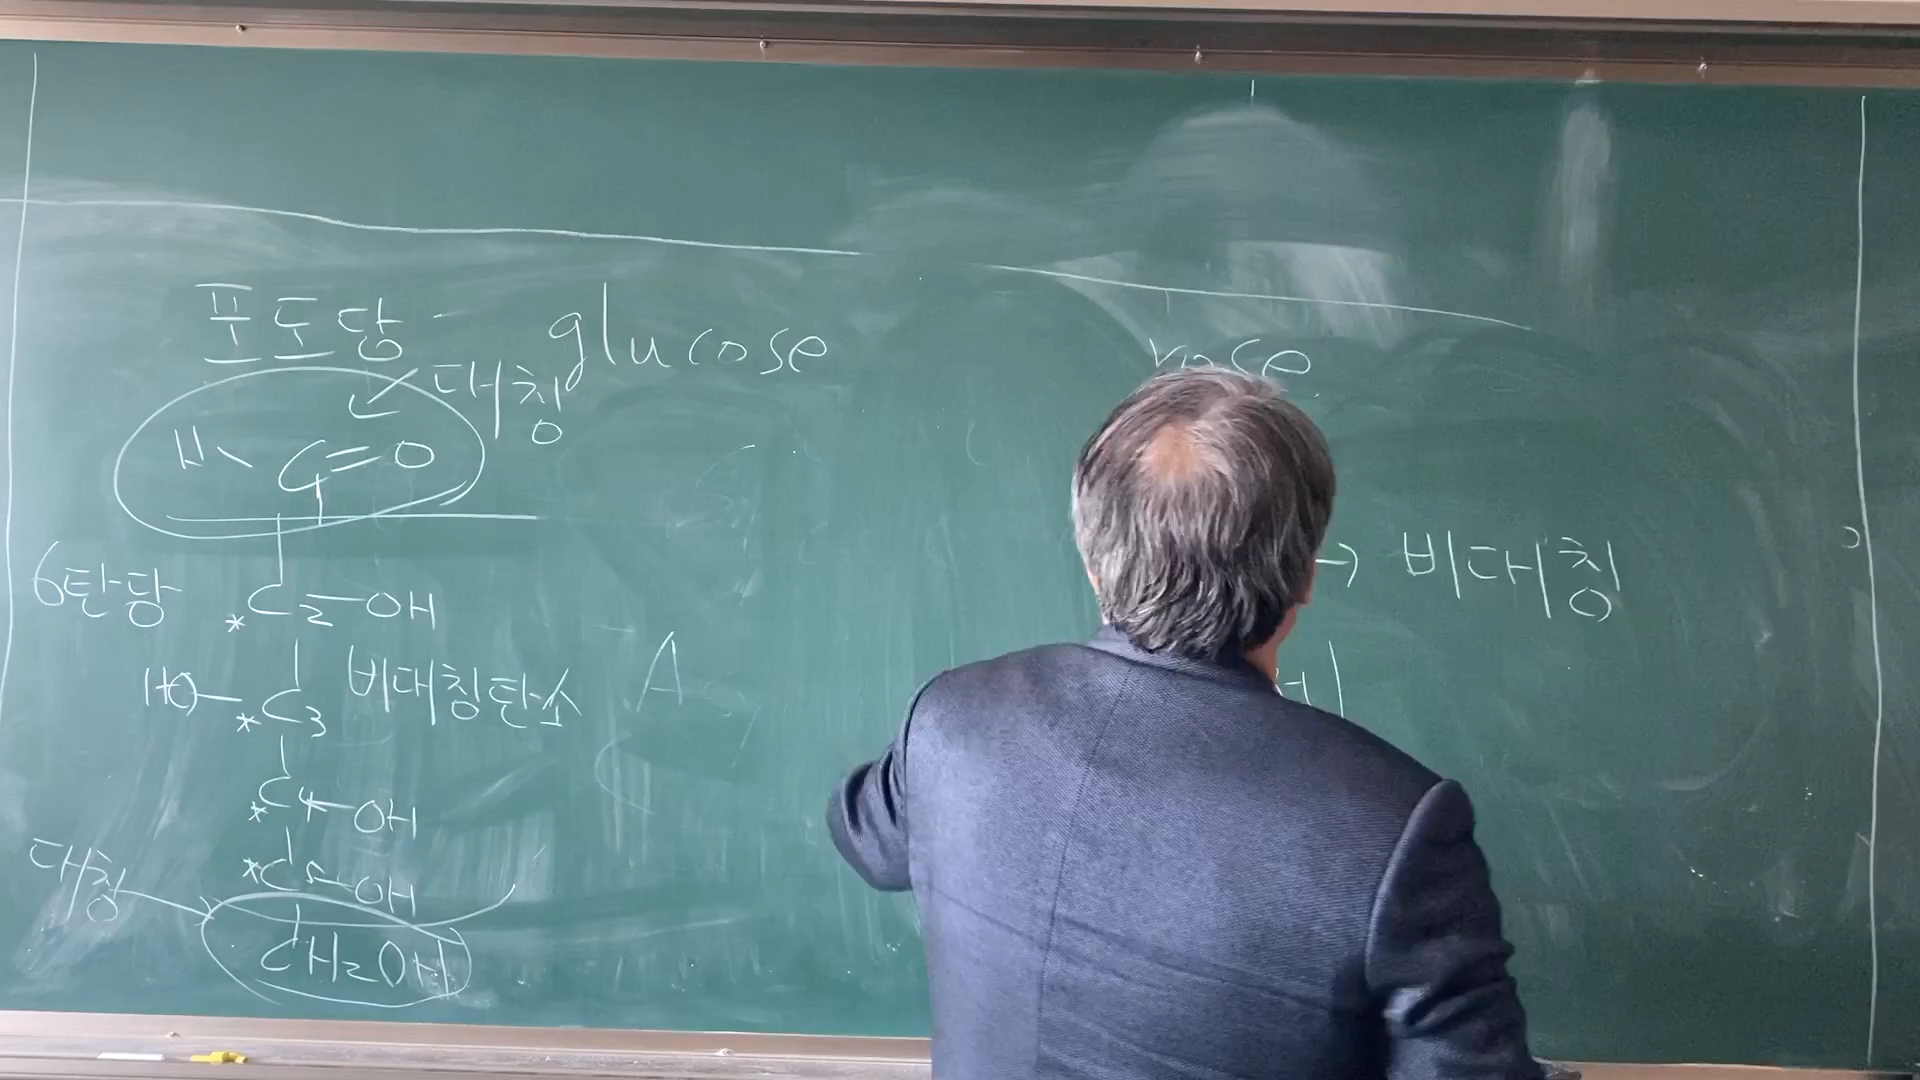 포도당 glucose
대칭
H\ C=O
6탄당
*C2-OH
HO-*C3 비대칭탄소
*C4-OH
*C5-OH
대칭
CH2OH
→ 비대칭